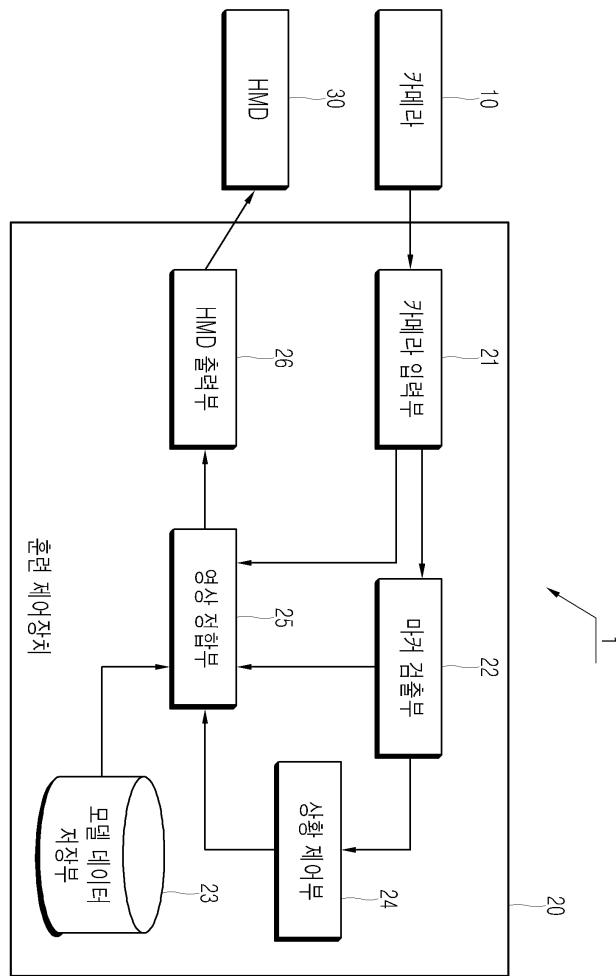 1
20
카메라
10
카메라 입력부
21
마커 검출부
22
상황 제어부
24
HMD
30
HMD 출력부
26
영상 정합부
25
모델 데이터
저장부
23
훈련 제어장치